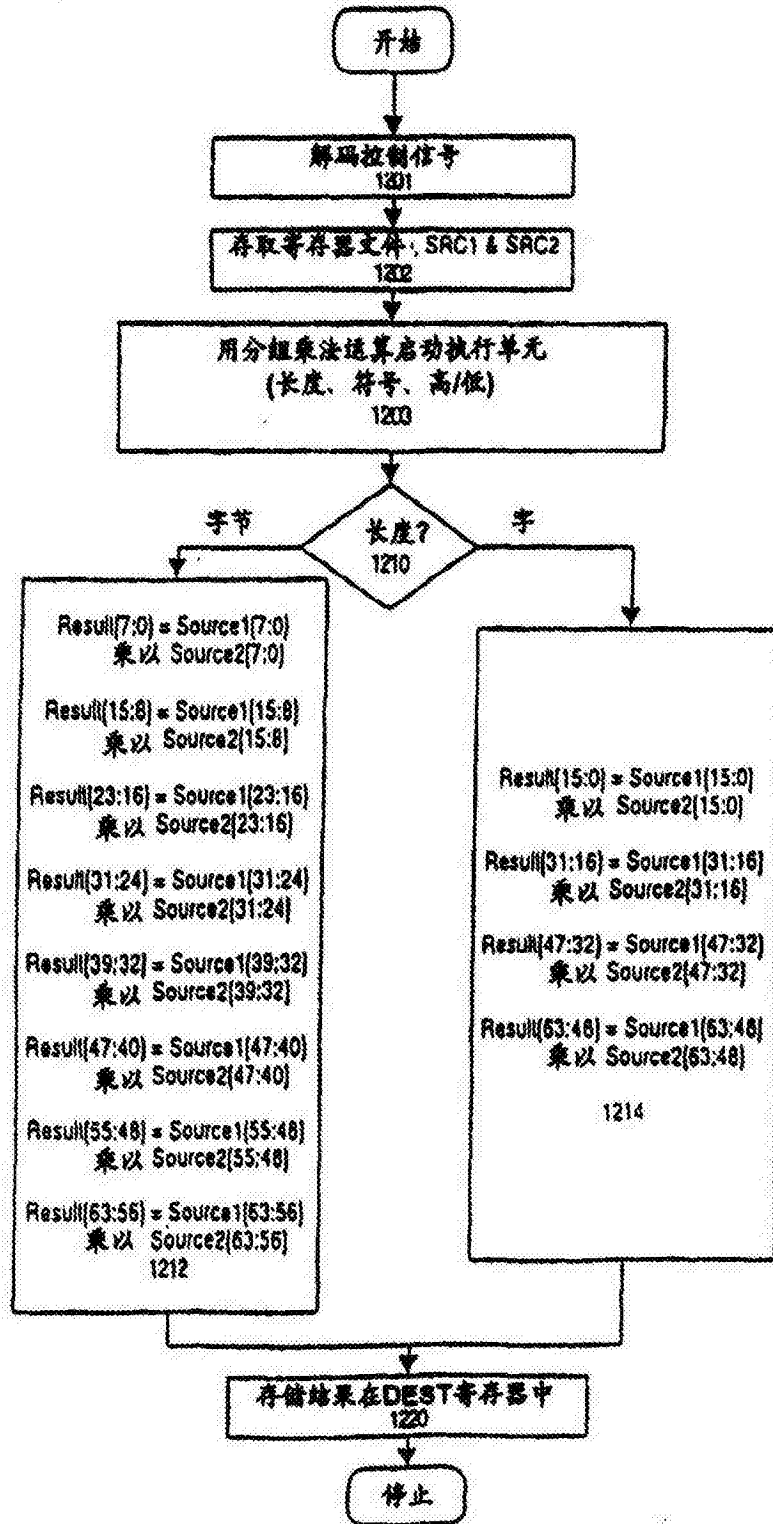 开始
解码控制信号
1201
存取寄存器文件, SRC1 & SRC2
1202
用分组乘法运算启动执行单元
(长度、符号、高/低)
1203
字节
长度?
1210
字
Result(7:0) = Source1(7:0)
乘以 Source2(7:0)
Result(15:8) = Source1(15:8)
乘以 Source2(15:8)
Result(23:16) = Source1(23:16)
乘以 Source2(23:16)
Result(31:24) = Source1(31:24)
乘以 Source2(31:24)
Result(39:32) = Source1(39:32)
乘以 Source2(39:32)
Result(47:40) = Source1(47:40)
乘以 Source2(47:40)
Result(55:48) = Source1(55:48)
乘以 Source2(55:48)
Result(63:56) = Source1(63:56)
乘以 Source2(63:56)
1212
Result(15:0) = Source1(15:0)
乘以 Source2(15:0)
Result(31:16) = Source1(31:16)
乘以 Source2(31:16)
Result(47:32) = Source1(47:32)
乘以 Source2(47:32)
Result(63:48) = Source1(63:48)
乘以 Source2(63:48)
1214
存储结果在DEST寄存器中
1220
停止